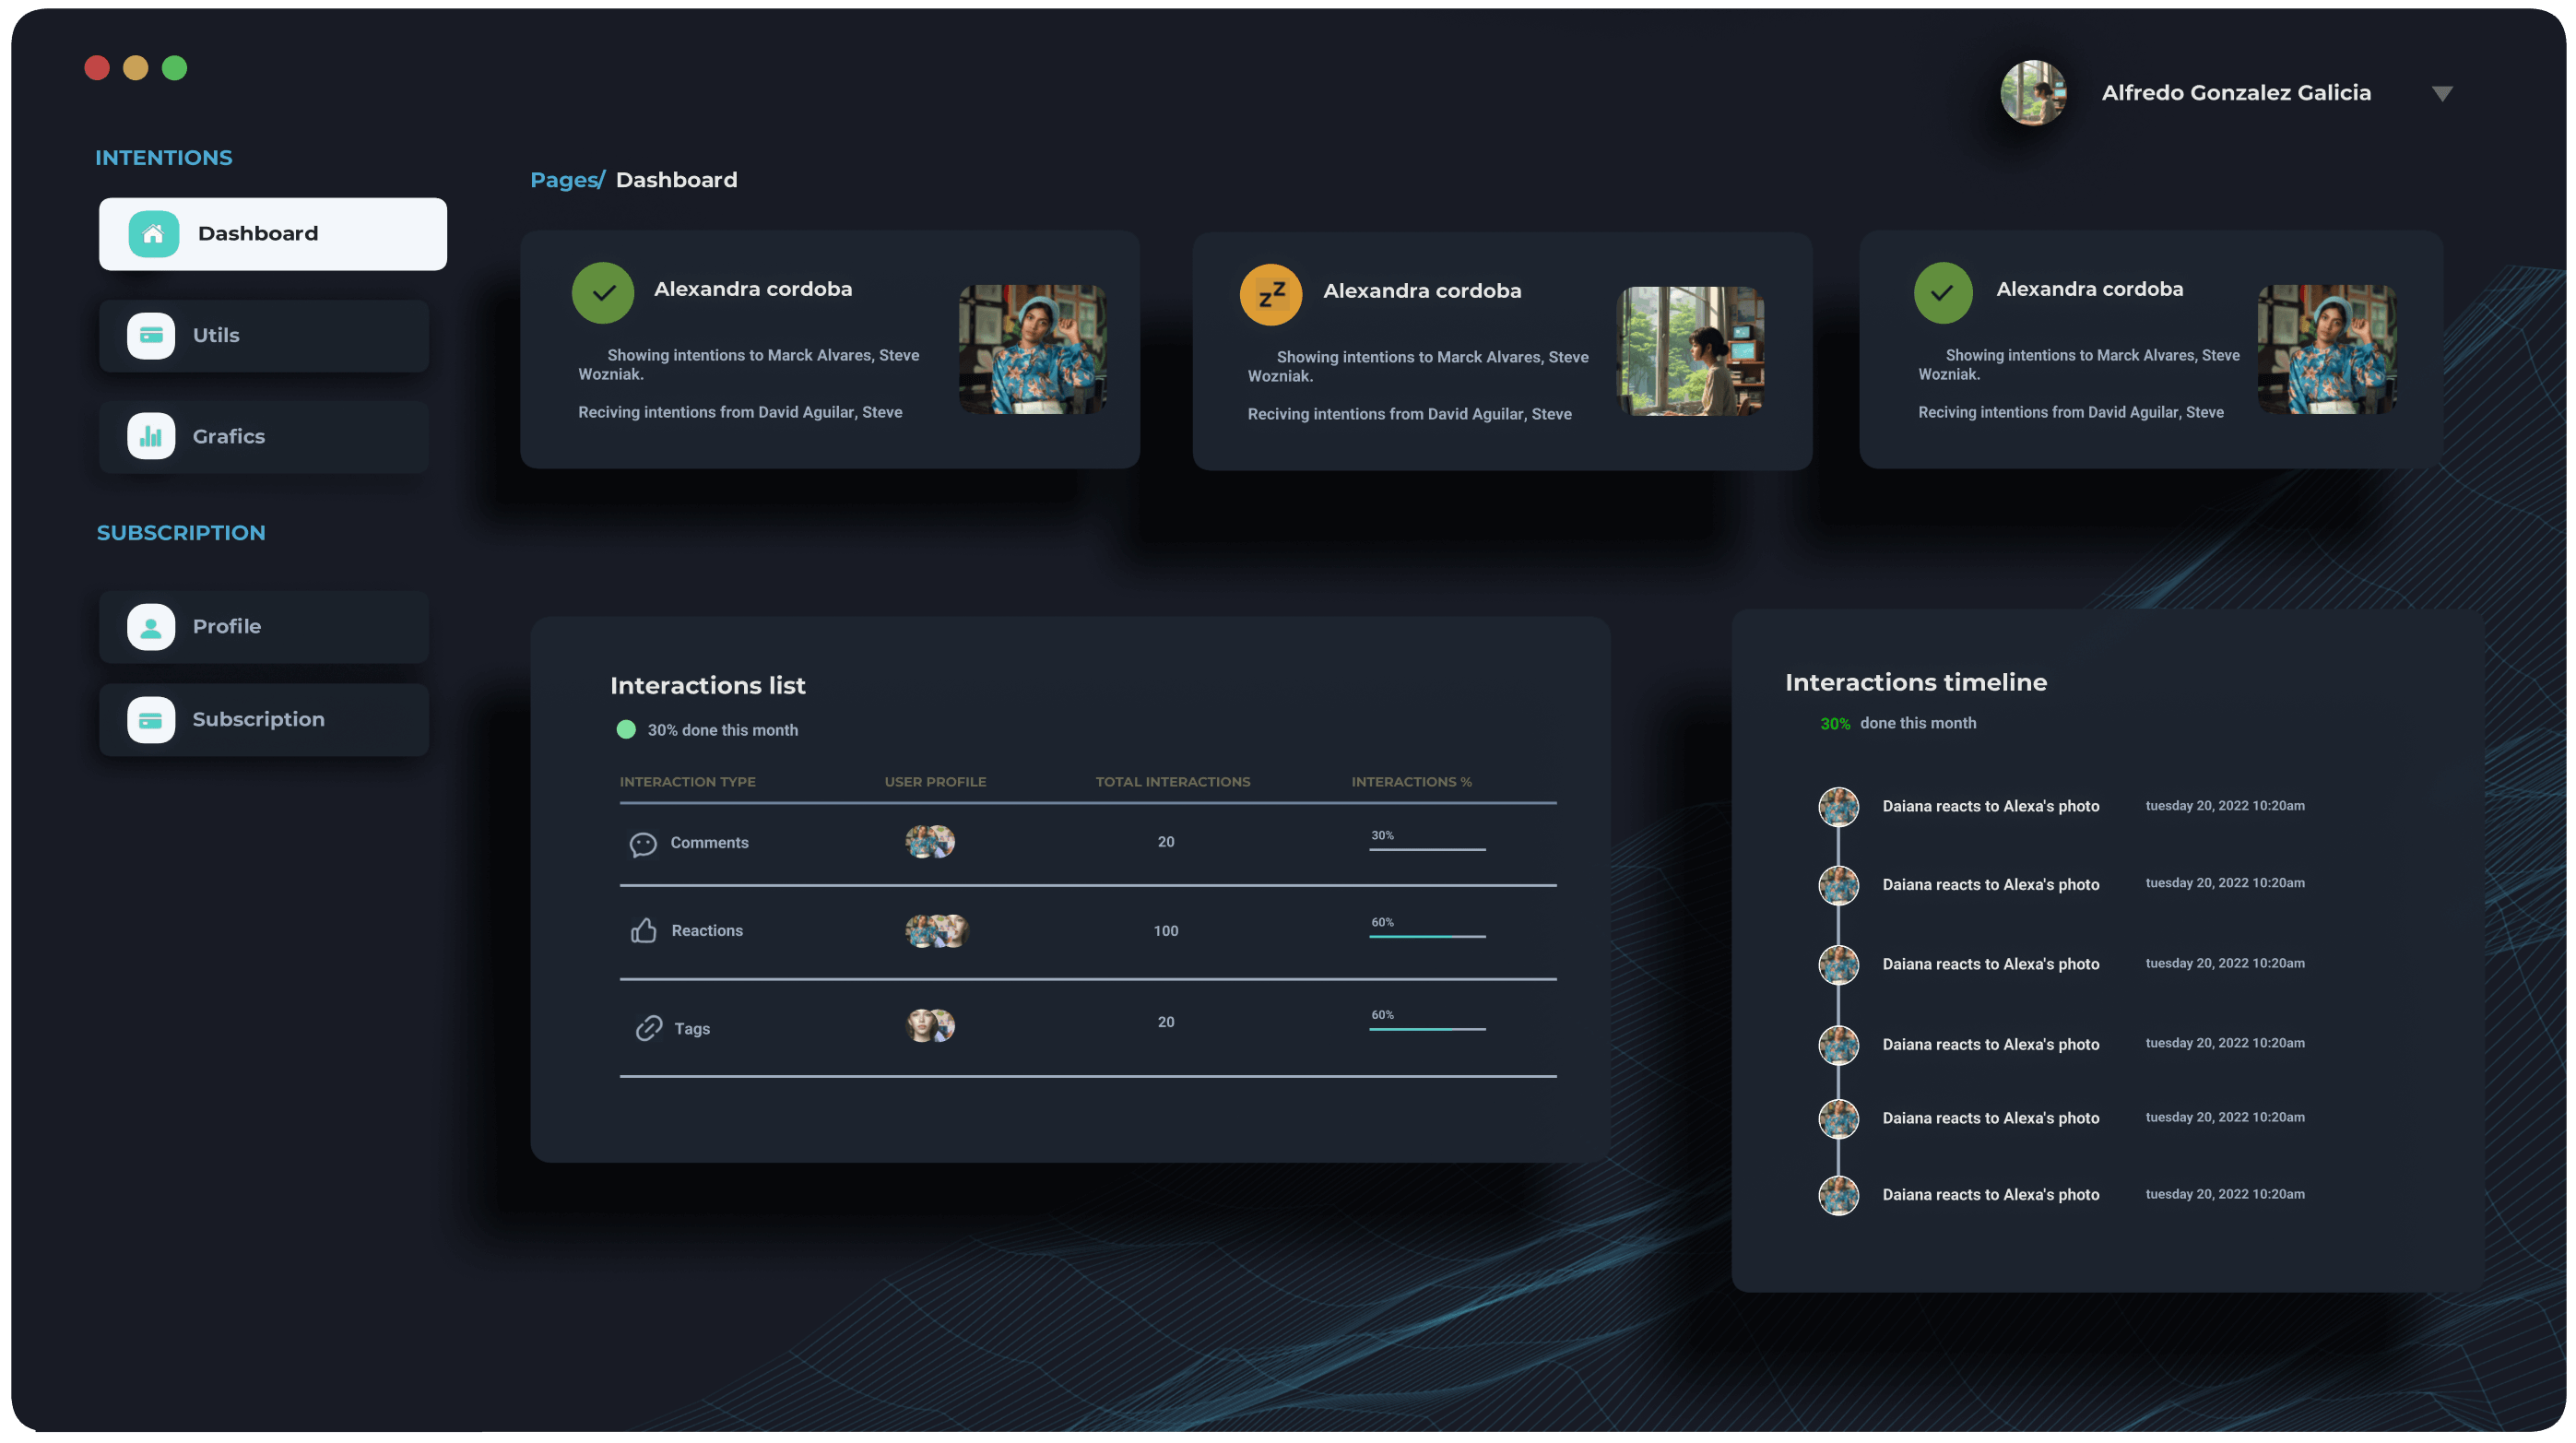 Alfredo Gonzalez Galicia
INTENTIONS
Dashboard
Utils
Grafics
SUBSCRIPTION
Profile
Subscription
Pages/ Dashboard
Alexandra cordoba
Showing intentions to Marck Alvares, Steve
Wozniak.
Reciving intentions from David Aguilar, Steve
zZ
Alexandra cordoba
Showing intentions to Marck Alvares, Steve
Wozniak.
Reciving intentions from David Aguilar, Steve
Alexandra cordoba
Showing intentions to Marck Alvares, Steve
Wozniak.
Reciving intentions from David Aguilar, Steve
Interactions list
30% done this month
INTERACTION TYPE USER PROFILE TOTAL INTERACTIONS INTERACTIONS %
Comments 20 30%
Reactions 100 60%
Tags 20 60%
Interactions timeline
30% done this month
Daiana reacts to Alexa's photo tuesday 20, 2022 10:20am
Daiana reacts to Alexa's photo tuesday 20, 2022 10:20am
Daiana reacts to Alexa's photo tuesday 20, 2022 10:20am
Daiana reacts to Alexa's photo tuesday 20, 2022 10:20am
Daiana reacts to Alexa's photo tuesday 20, 2022 10:20am
Daiana reacts to Alexa's photo tuesday 20, 2022 10:20am